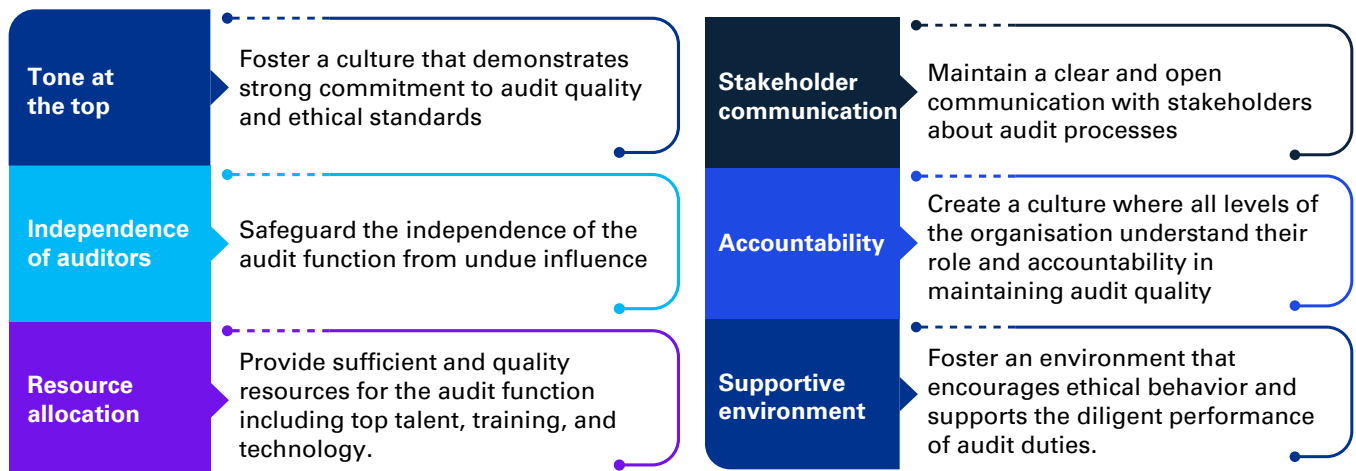 Tone at
the top
Foster a culture that demonstrates
strong commitment to audit quality
and ethical standards
Independence
of auditors
Safeguard the independence of the
audit function from undue influence
Resource
allocation
Provide sufficient and quality
resources for the audit function
including top talent, training, and
technology.
Stakeholder
communication
Maintain a clear and open
communication with stakeholders
about audit processes
Accountability
Create a culture where all levels of
the organisation understand their
role and accountability in
maintaining audit quality
Supportive
environment
Foster an environment that
encourages ethical behavior and
supports the diligent performance
of audit duties.